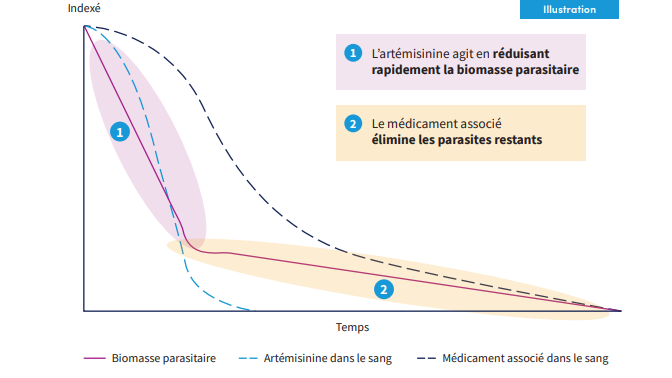 Indexé
Illustration
1 L'artémisinine agit en réduisant
rapidement la biomasse parasitaire
2 Le médicament associé
élimine les parasites restants
1
2
Temps
Biomasse parasitaire
Artémisinine dans le sang
Médicament associé dans le sang